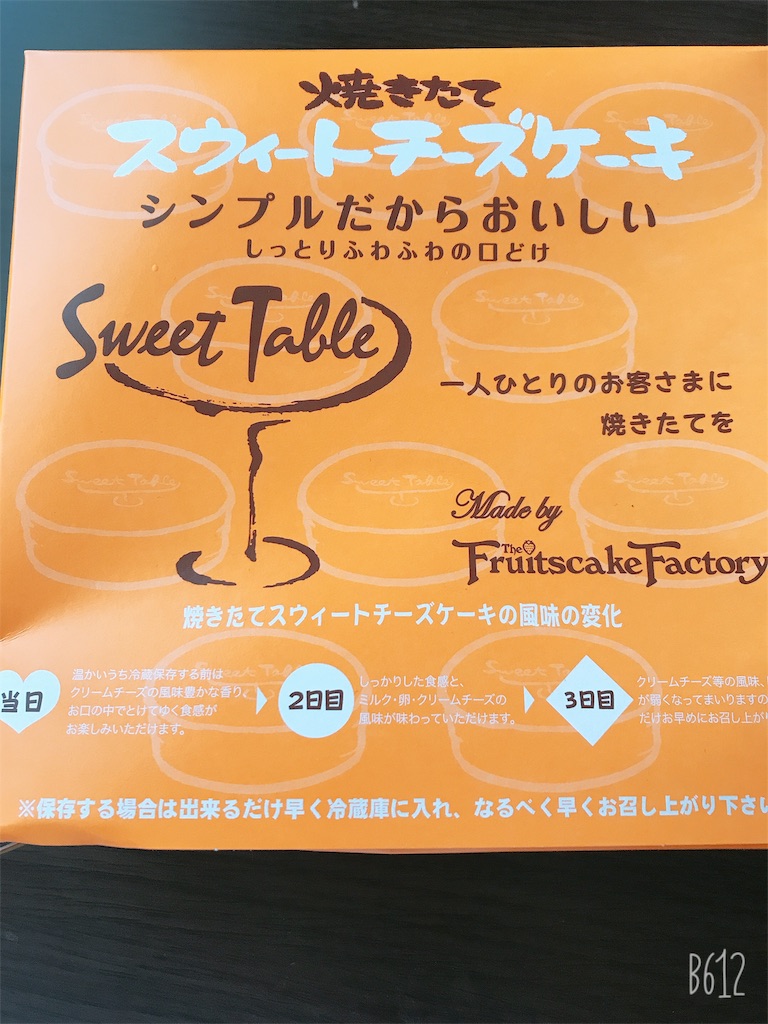 焼きたて
スウィートチーズケーキ
シンプルだからおいしい
しっとりふわふわの口どけ
Sweet Table
一人ひとりのお客さまに
焼きたてを
Made by
The FruitscakeFactory
焼きたてスウィートチーズケーキの風味の変化
当日
温かいうち冷蔵保存する前は
クリームチーズの風味豊かな香り、
お口の中でとけてゆく食感が
お楽しみいただけます。
2日目
しっかりした食感と、
ミルク・卵・クリームチーズの
風味が味わっていただけます。
3日目
クリームチーズ等の風味、
が弱くなってまいりますの
だけお早めにお召し上が
※保存する場合は出来るだけ早く冷蔵庫に入れ、なるべく早くお召し上がり下さい
B612